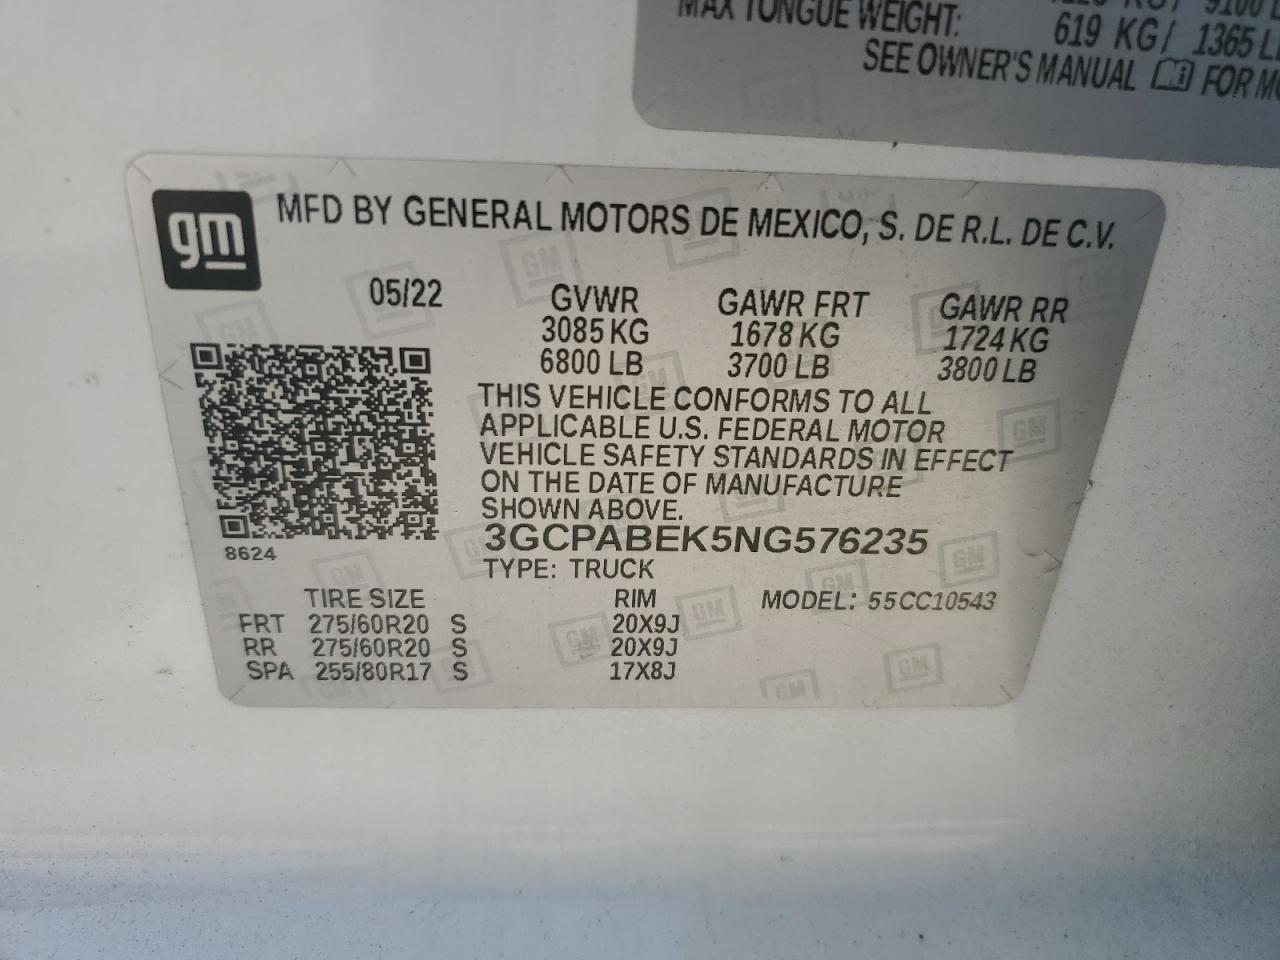 MAX TONGUE WEIGHT: 619 KG/ 1365
SEE OWNER'S MANUAL FOR
gm
MFD BY GENERAL MOTORS DE MEXICO, S. DE R.L. DE C.V.
05/22 GVWR GAWR FRT GAWR RR
3085 KG 1678 KG 1724 KG
6800 LB 3700 LB 3800 LB
THIS VEHICLE CONFORMS TO ALL
APPLICABLE U.S. FEDERAL MOTOR
VEHICLE SAFETY STANDARDS IN EFFECT
ON THE DATE OF MANUFACTURE
SHOWN ABOVE.
3GCPABEK5NG576235
8624
TYPE: TRUCK
TIRE SIZE RIM MODEL: 55CC10543
FRT 275/60R20 S 20X9J
RR 275/60R20 S 20X9J
SPA 255/80R17 S 17X8J